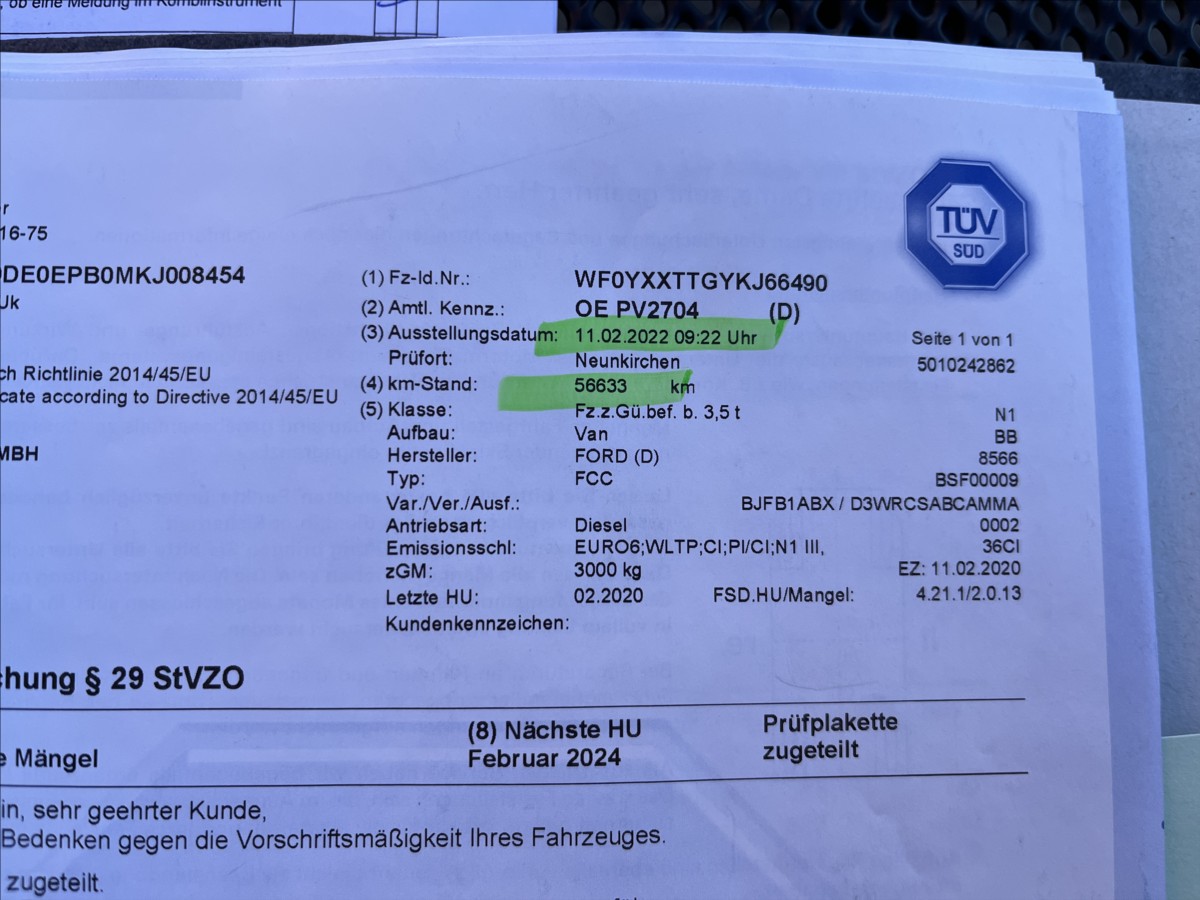 , ob eine Meldung im Kombiinstrument
TÜV
SÜD
r
16-75
DE0EPB0MKJ008454
Uk
(1) Fz-Id.Nr.: WF0YXXTTGYKJ66490
(2) Amtl. Kennz.: OE PV2704 (D)
(3) Ausstellungsdatum: 11.02.2022 09:22 Uhr Seite 1 von 1
Prüfort: Neunkirchen 5010242862
ch Richtlinie 2014/45/EU
cate according to Directive 2014/45/EU
(4) km-Stand: 56633 km
(5) Klasse: Fz.z.Gü.bef. b. 3,5 t N1
Aufbau: Van BB
MBH
Hersteller: FORD (D) 8566
Typ: FCC BSF00009
Var./Ver./Ausf.: BJFB1ABX / D3WRCSABCAMMA
Antriebsart: Diesel 0002
Emissionsschl: EURO6;WLTP;CI;PI/CI;N1 III, 36CI
zGM: 3000 kg EZ: 11.02.2020
Letzte HU: 02.2020 FSD.HU/Mangel: 4.21.1/2.0.13
Kundenkennzeichen:
chung § 29 StVZO
e Mängel
(8) Nächste HU
Februar 2024
Prüfplakette
zugeteilt
in, sehr geehrter Kunde,
Bedenken gegen die Vorschriftsmäßigkeit Ihres Fahrzeuges.
zugeteilt.